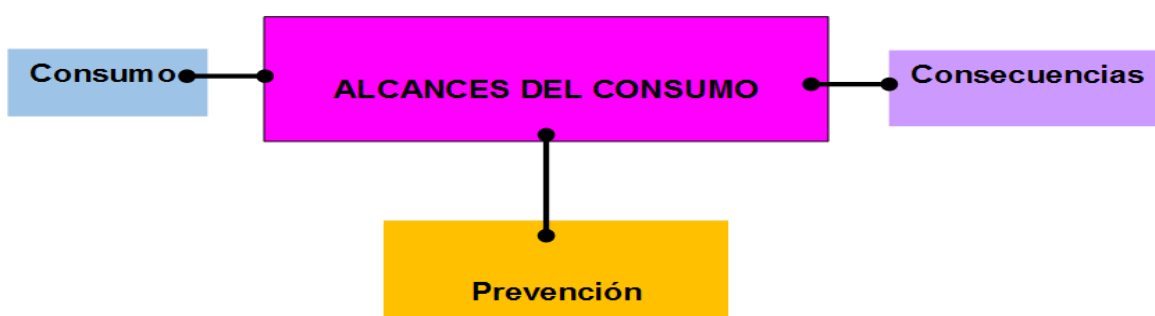 Consumo
ALCANCES DEL CONSUMO
Consecuencias
Prevención